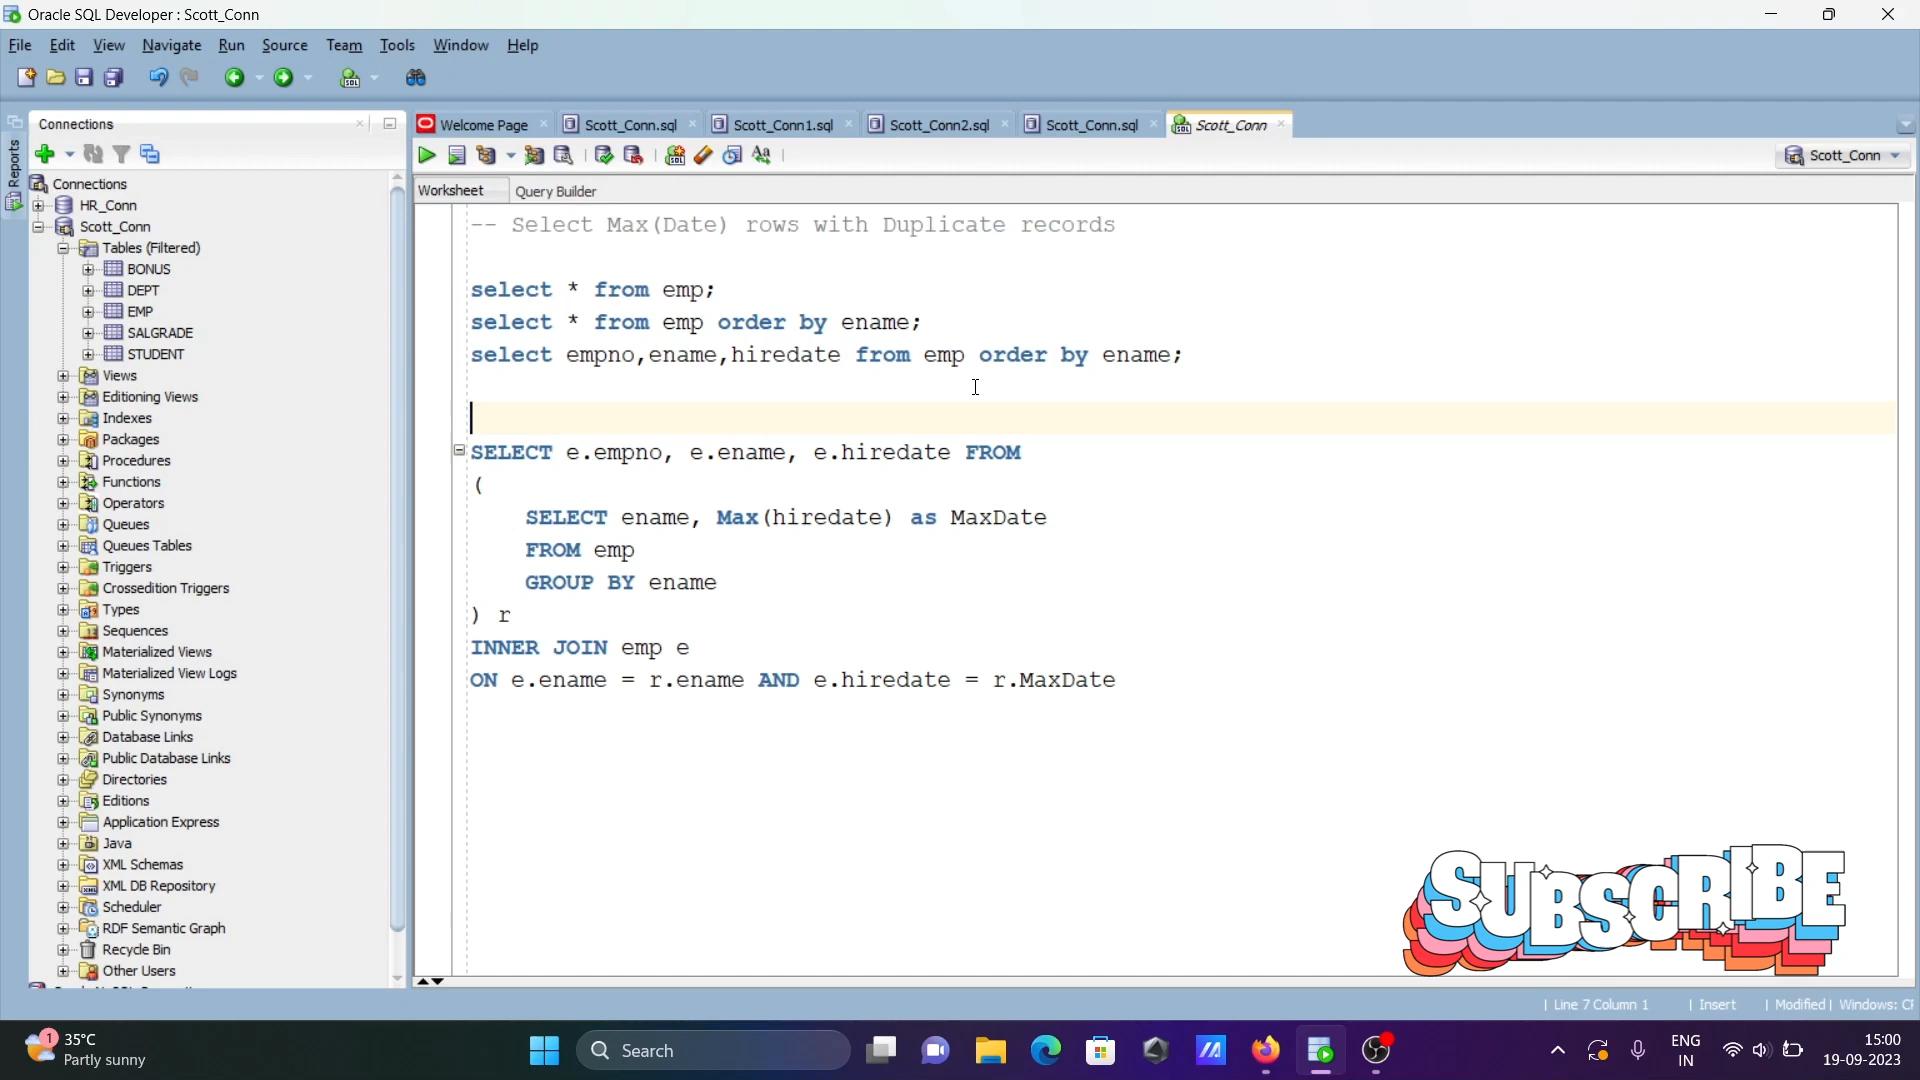 Oracle SQL Developer : Scott_Conn
File Edit View Navigate Run Source Team Tools Window Help
Connections
Welcome Page
Scott_Conn.sql
Scott_Conn1.sql
Scott_Conn2.sql
Scott_Conn.sql
Scott_Conn
Reports
Scott_Conn
Worksheet Query Builder
Connections
HR_Conn
Scott_Conn
Tables (Filtered)
BONUS
DEPT
EMP
SALGRADE
STUDENT
Views
Editioning Views
Indexes
Packages
Procedures
Functions
Operators
Queues
Queues Tables
Triggers
Crossedition Triggers
Types
Sequences
Materialized Views
Materialized View Logs
Synonyms
Public Synonyms
Database Links
Public Database Links
Directories
Editions
Application Express
Java
XML Schemas
XML DB Repository
Scheduler
RDF Semantic Graph
Recycle Bin
Other Users
-- Select Max(Date) rows with Duplicate records
select * from emp;
select * from emp order by ename;
select empno,ename,hiredate from emp order by ename;
SELECT e.empno, e.ename, e.hiredate FROM
(
SELECT ename, Max(hiredate) as MaxDate
FROM emp
GROUP BY ename
) r
INNER JOIN emp e
ON e.ename = r.ename AND e.hiredate = r.MaxDate
SUBSCRIBE
Line 7 Column 1 | Insert | Modified | Windows:
1
35°C
Partly sunny
Search
ENG
IN
15:00
19-09-2023